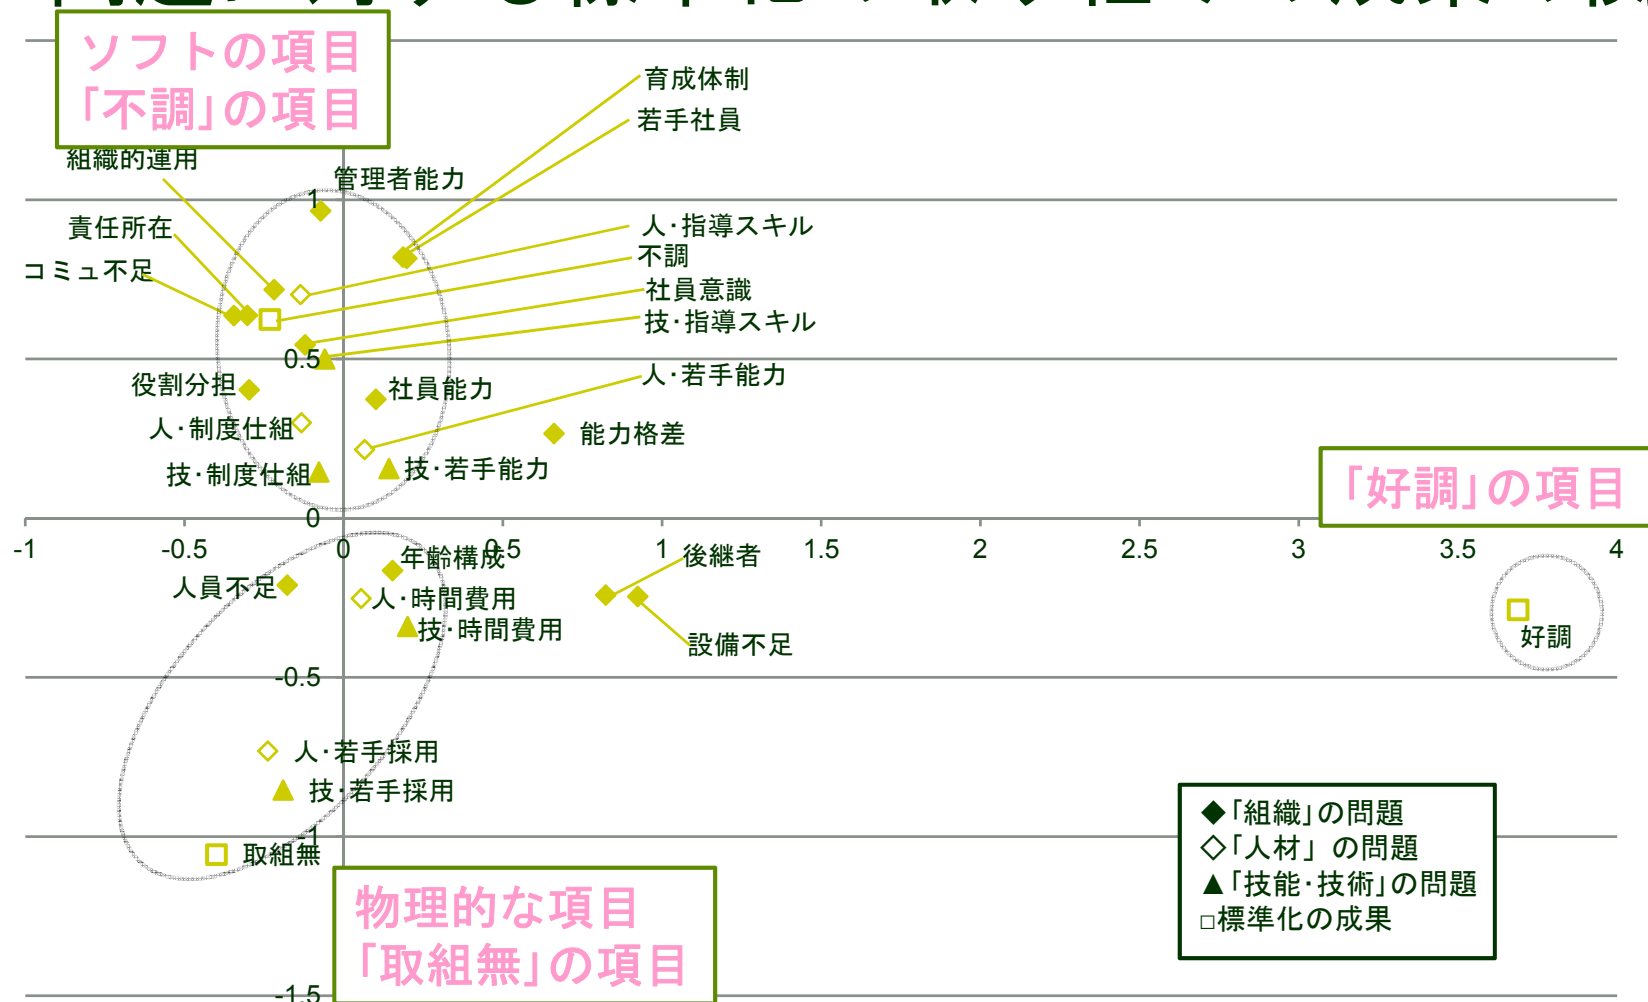 ソフトの項目
「不調」の項目
組織的運用
責任所在
コミュ不足
管理者能力
育成体制
若手社員
人・指導スキル
不調
社員意識
技・指導スキル
人・若手能力
役割分担
人・制度仕組
技・制度仕組
社員能力
能力格差
技・若手能力
「好調」の項目
1
0.5
0
-0.5
-1
-1.5
-1
-0.5
0
0.5
1
1.5
2
2.5
3
3.5
4
人員不足
年齢構成
人・時間費用
技・時間費用
後継者
設備不足
好調
人・若手採用
技・若手採用
取組無
物理的な項目
「取組無」の項目
◆「組織」の問題
◇「人材」の問題
▲「技能・技術」の問題
□標準化の成果